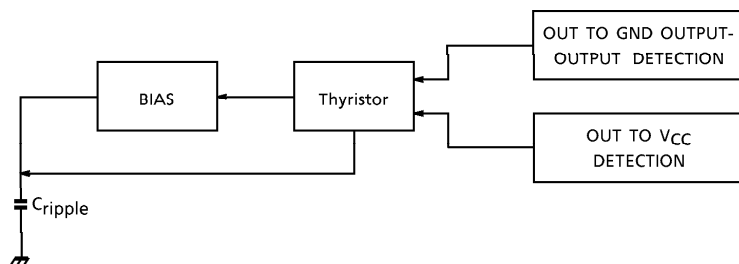 OUT TO GND OUTPUT-
OUTPUT DETECTION
BIAS
Thyristor
OUT TO VCC
DETECTION
Cripple